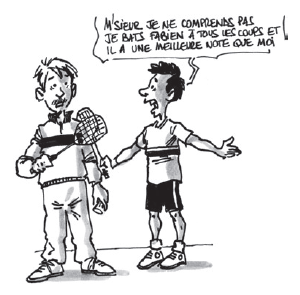 M'SIEUR JE NE COMPRENDS PAS
JE BATS FABIEN À TOUS LES COUPS ET
IL A UNE MEILLEURE NOTE QUE MOI